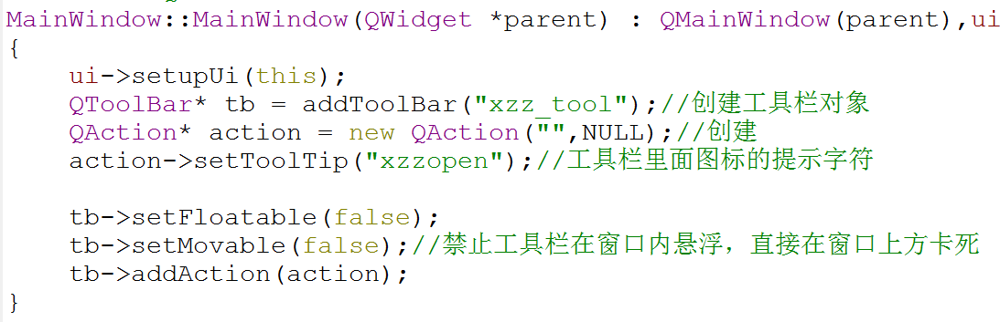 MainWindow::MainWindow(QWidget *parent) : QMainWindow(parent),ui
{
ui->setupUi(this);
QToolBar* tb = addToolBar("xzz_tool");//创建工具栏对象
QAction* action = new QAction("",NULL);//创建
action->setToolTip("xzzopen");//工具栏里面图标的提示字符
tb->setFloatable(false);
tb->setMovable(false);//禁止工具栏在窗口内悬浮，直接在窗口上方卡死
tb->addAction(action);
}